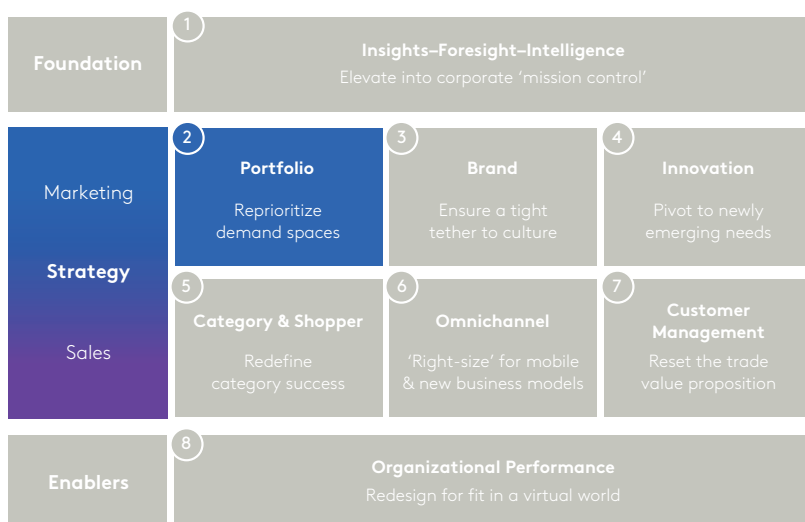 Foundation
1
Insights–Foresight–Intelligence
Elevate into corporate ‘mission control’
Marketing
Strategy
Sales
2
Portfolio
Reprioritize
demand spaces
3
Brand
Ensure a tight
tether to culture
4
Innovation
Pivot to newly
emerging needs
5
Category & Shopper
Redefine
category success
6
Omnichannel
‘Right-size’ for mobile
& new business models
7
Customer
Management
Reset the trade
value proposition
Enablers
8
Organizational Performance
Redesign for fit in a virtual world